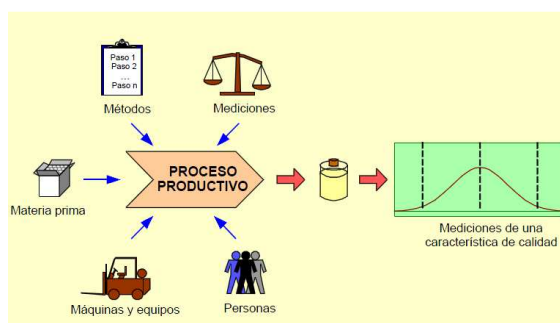 Paso 1
Paso 2
...
Paso n
Métodos
Mediciones
Materia prima
PROCESO
PRODUCTIVO
Mediciones de una
característica de calidad
Máquinas y equipos
Personas